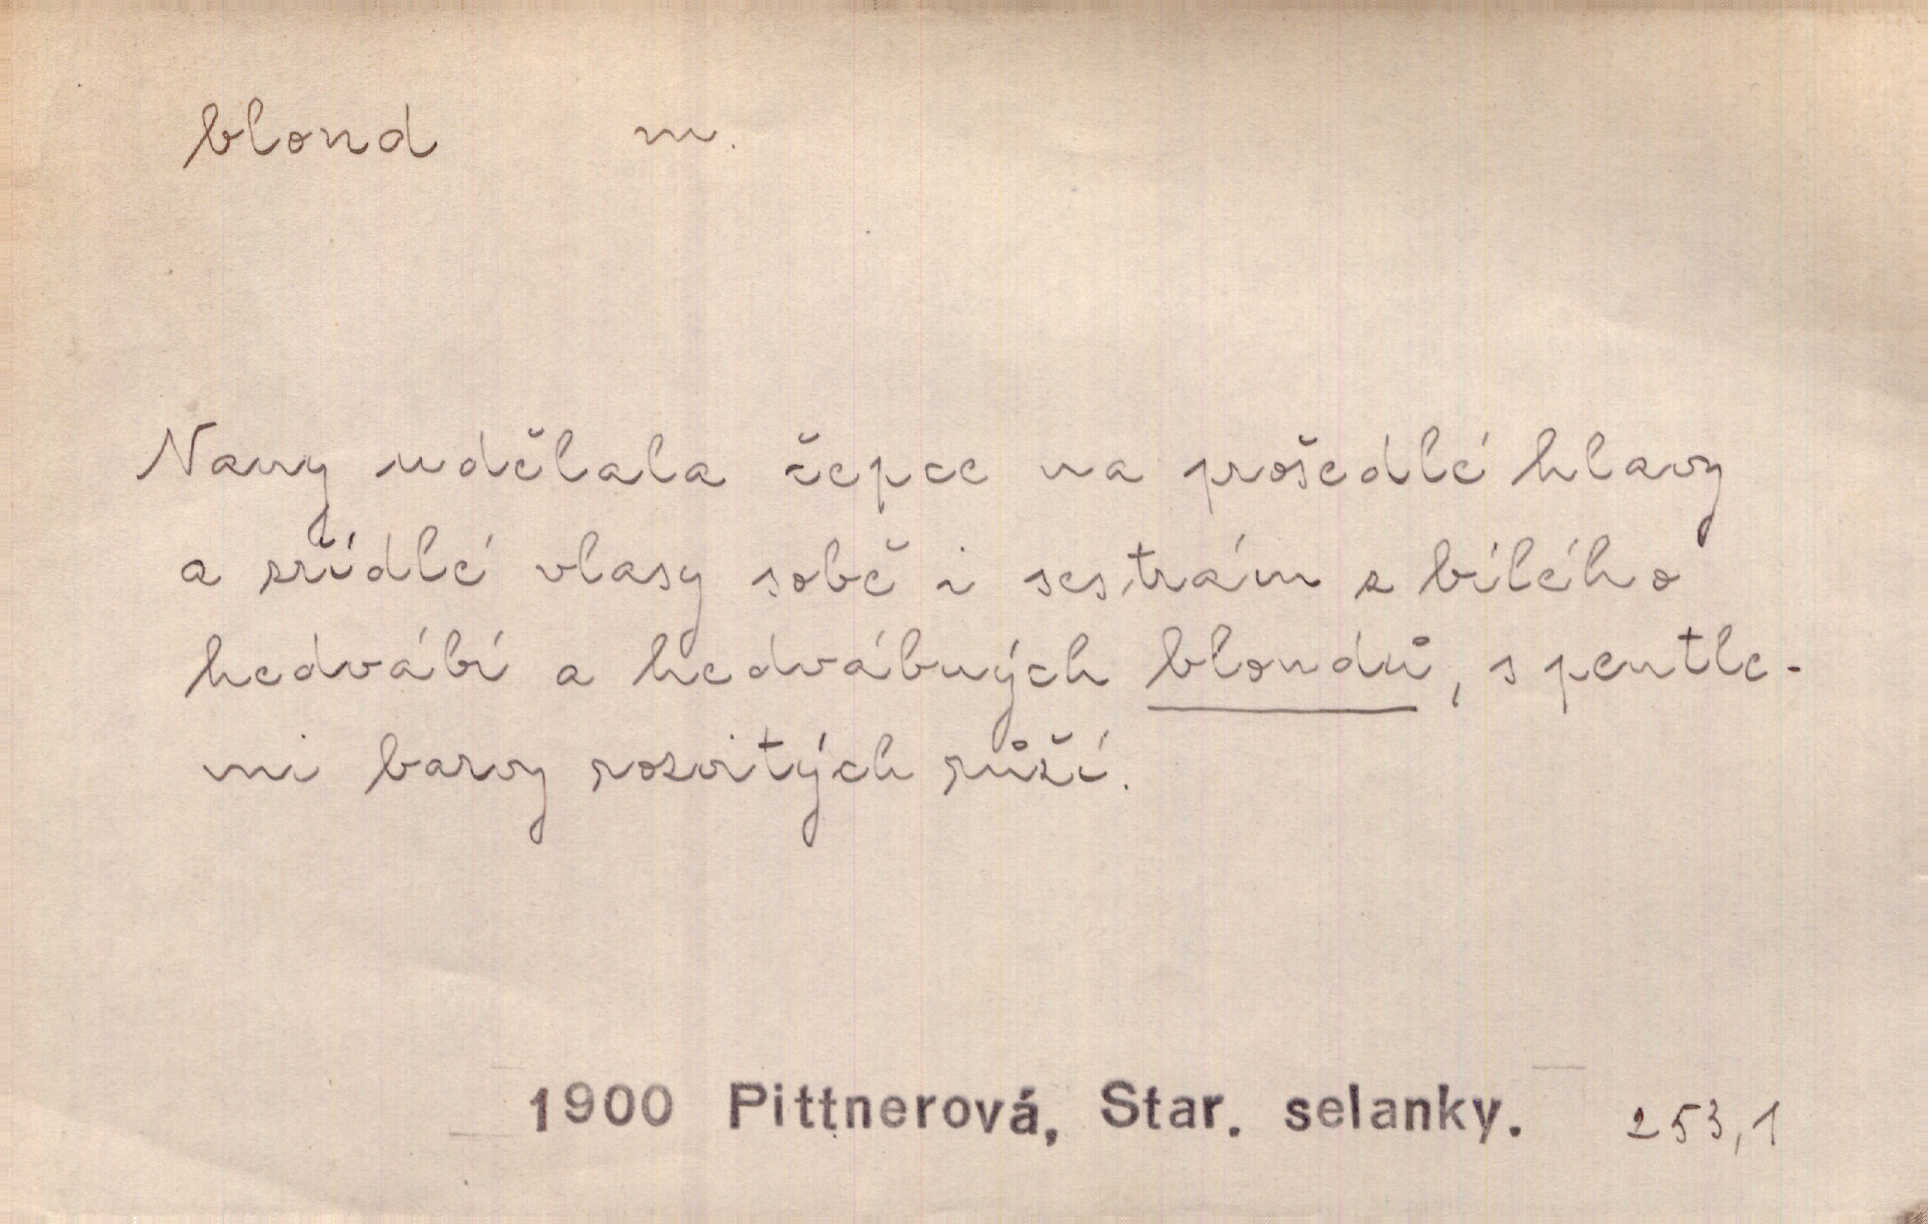 blond m.
Nany udělala čepce na prošedlé hlavy
a zřídlé vlasy sobě i sestrám z bílého
hedvábí a hedvábných blondů, s pentle-
mi barvy rozvitých růží.
1900 Pittnerová, Star. selanky. 253,1